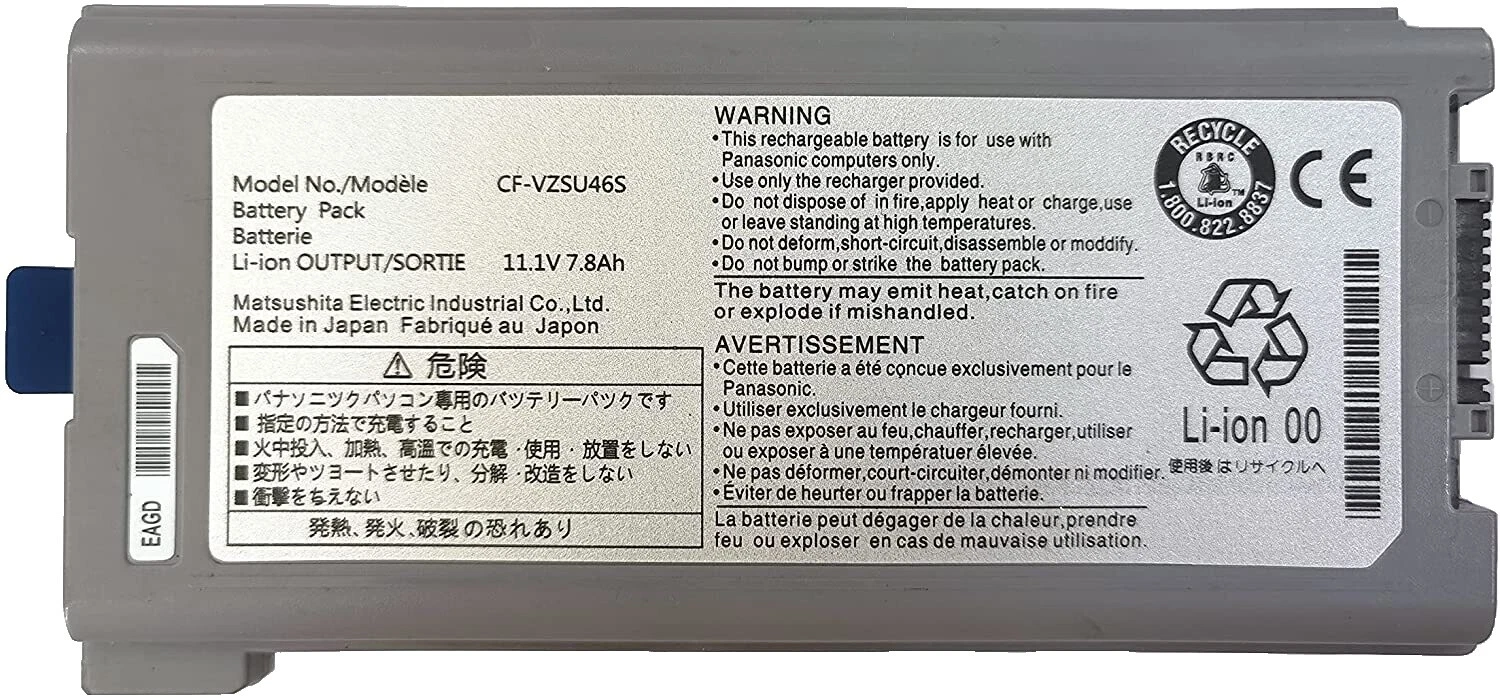 Model No./Modèle CF-VZSU46S
Battery Pack
Batterie
Li-ion OUTPUT/SORTIE 11.1V 7.8Ah
Matsushita Electric Industrial Co.,Ltd.
Made in Japan Fabriqué au Japon
⚠ 危険
■パナソニツクパソコン専用のバツテリーパツクです
■ 指定の方法で充電すること
■火中投入、加熱、高温での充電・使用・放置をしない
■変形やツヨートさせたり、分解・改造をしない
■衝撃をちえない
発熱、発火、破裂の恐れあり
EAGD
WARNING
•This rechargeable battery is for use with
Panasonic computers only.
•Use only the recharger provided.
•Do not dispose of in fire,apply heat or charge,use
or leave standing at high temperatures.
•Do not deform,short-circuit,disassemble or moddify.
•Do not bump or strike the battery pack.
The battery may emit heat,catch on fire
or explode if mishandled.
AVERTISSEMENT
•Cette batterie a été conçue exclusivement pour le
Panasonic.
•Utiliser exclusivement le chargeur fourni.
•Ne pas exposer au feu,chauffer,recharger,utiliser
ou exposer à une températuer élevée.
•Ne pas déformer,court-circuiter,démonter ni modifier.
•Éviter de heurter ou frapper la batterie.
La batterie peut dégager de la chaleur,prendre
feu ou exploser en cas de mauvaise utilisation.
RECYCLE
RBRC
Li-ion
TM
1.800.822.8837
CE
Li-ion 00
使用後はリサイクルへ